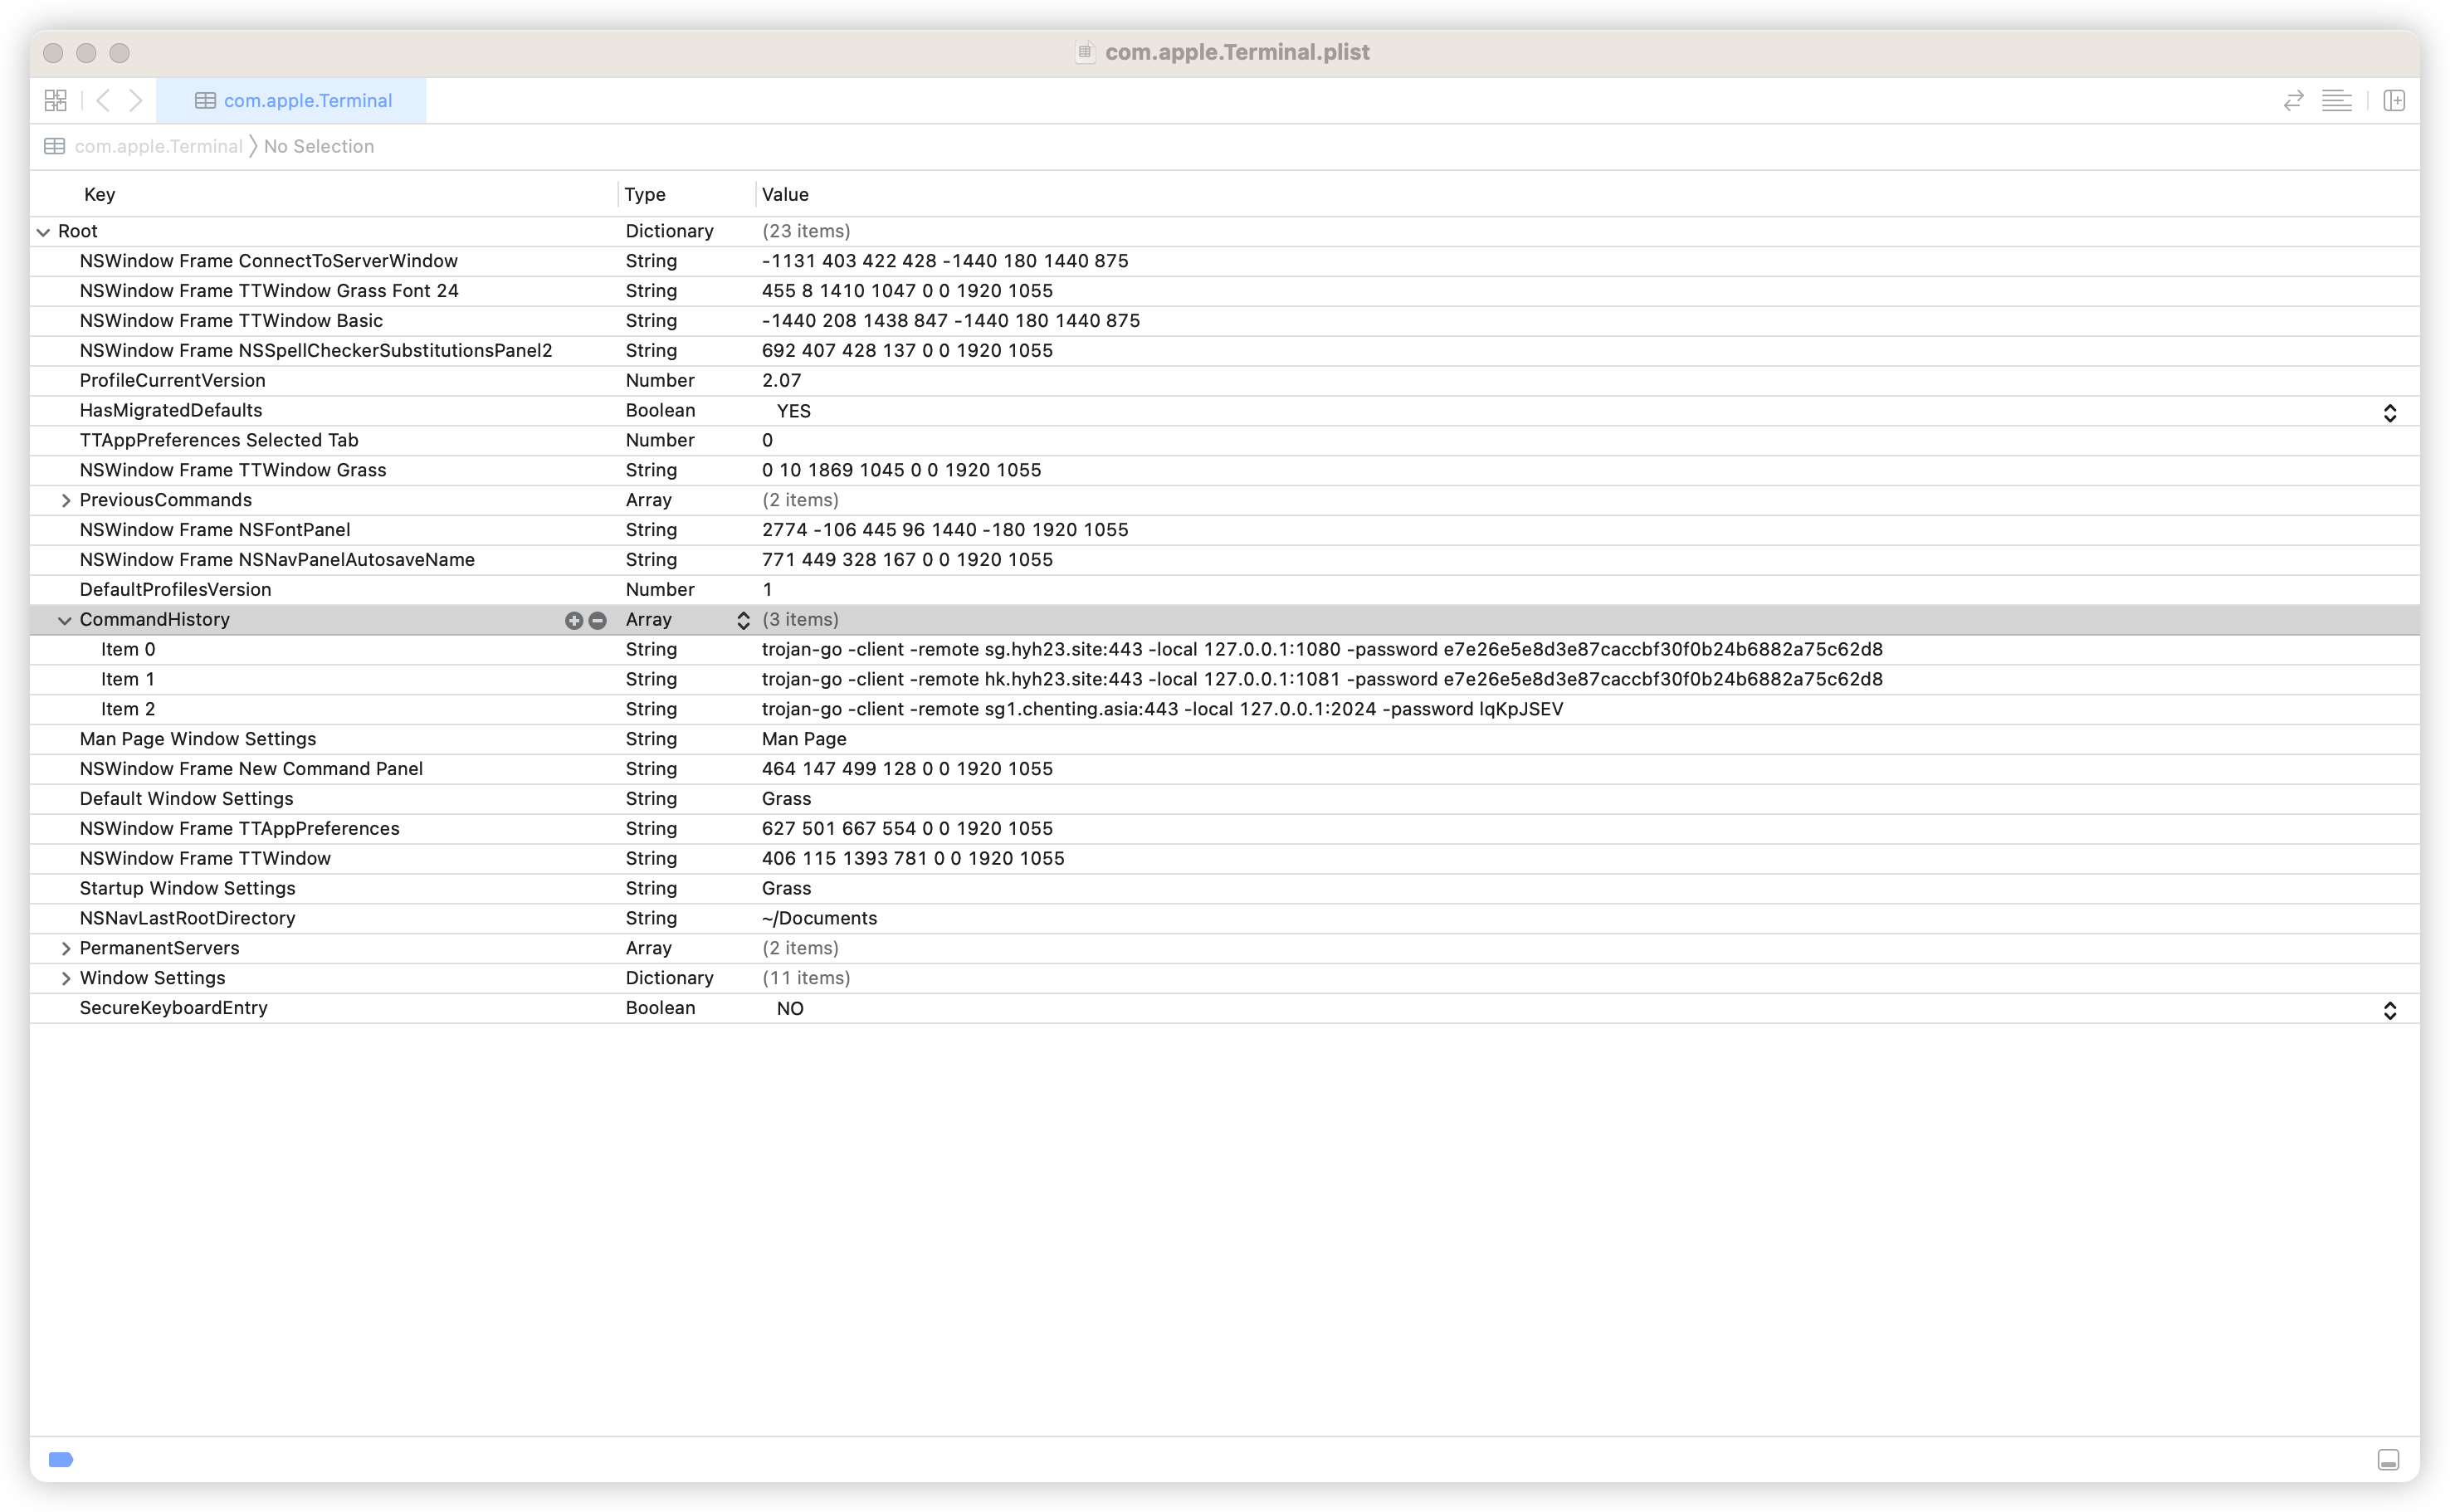 com.apple.Terminal.plist
com.apple.Terminal
com.apple.Terminal No Selection
Key Type Value
Root Dictionary (23 items)
NSWindow Frame ConnectToServerWindow String -1131 403 422 428 -1440 180 1440 875
NSWindow Frame TTWindow Grass Font 24 String 455 8 1410 1047 0 0 1920 1055
NSWindow Frame TTWindow Basic String -1440 208 1438 847 -1440 180 1440 875
NSWindow Frame NSSpellCheckerSubstitutionsPanel2 String 692 407 428 137 0 0 1920 1055
ProfileCurrentVersion Number 2.07
HasMigratedDefaults Boolean YES
TTAppPreferences Selected Tab Number 0
NSWindow Frame TTWindow Grass String 0 10 1869 1045 0 0 1920 1055
PreviousCommands Array (2 items)
NSWindow Frame NSFontPanel String 2774 -106 445 96 1440 -180 1920 1055
NSWindow Frame NSNavPanelAutosaveName String 771 449 328 167 0 0 1920 1055
DefaultProfilesVersion Number 1
CommandHistory Array (3 items)
Item 0 String trojan-go -client -remote sg.hyh23.site:443 -local 127.0.0.1:1080 -password e7e26e5e8d3e87caccbf30f0b24b6882a75c62d8
Item 1 String trojan-go -client -remote hk.hyh23.site:443 -local 127.0.0.1:1081 -password e7e26e5e8d3e87caccbf30f0b24b6882a75c62d8
Item 2 String trojan-go -client -remote sg1.chenting.asia:443 -local 127.0.0.1:2024 -password IqKpJSEV
Man Page Window Settings String Man Page
NSWindow Frame New Command Panel String 464 147 499 128 0 0 1920 1055
Default Window Settings String Grass
NSWindow Frame TTAppPreferences String 627 501 667 554 0 0 1920 1055
NSWindow Frame TTWindow String 406 115 1393 781 0 0 1920 1055
Startup Window Settings String Grass
NSNavLastRootDirectory String ~/Documents
PermanentServers Array (2 items)
Window Settings Dictionary (11 items)
SecureKeyboardEntry Boolean NO